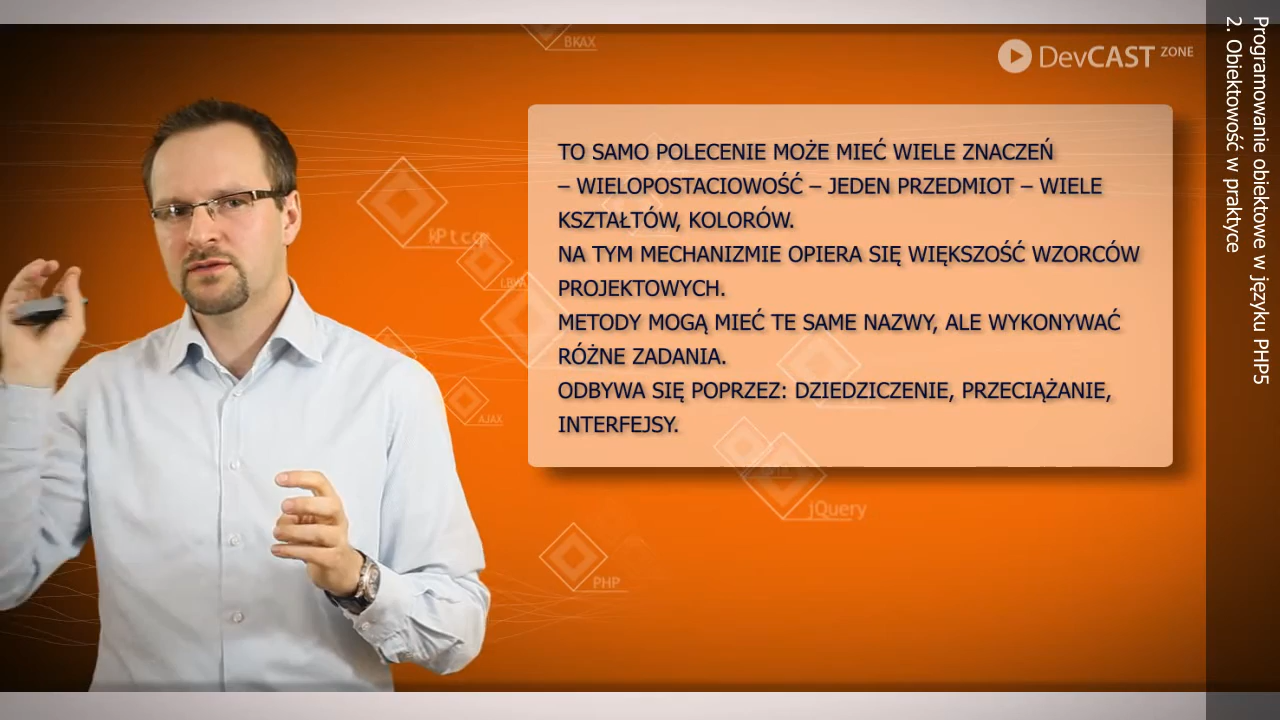 BKAX
DevCAST ZONE
TO SAMO POLECENIE MOŻE MIEĆ WIELE ZNACZEŃ
– WIELOPOSTACIOWOŚĆ – JEDEN PRZEDMIOT – WIELE
KSZTAŁTÓW, KOLORÓW.
NA TYM MECHANIZMIE OPIERA SIĘ WIĘKSZOŚĆ WZORCÓW
PROJEKTOWYCH.
METODY MOGĄ MIEĆ TE SAME NAZWY, ALE WYKONYWAĆ
RÓŻNE ZADANIA.
ODBYWA SIĘ POPRZEZ: DZIEDZICZENIE, PRZECIĄŻANIE,
INTERFEJSY.
AJAX
jQuery
PHP
Programowanie obiektowe w języku PHP5
2. Obiektowość w praktyce